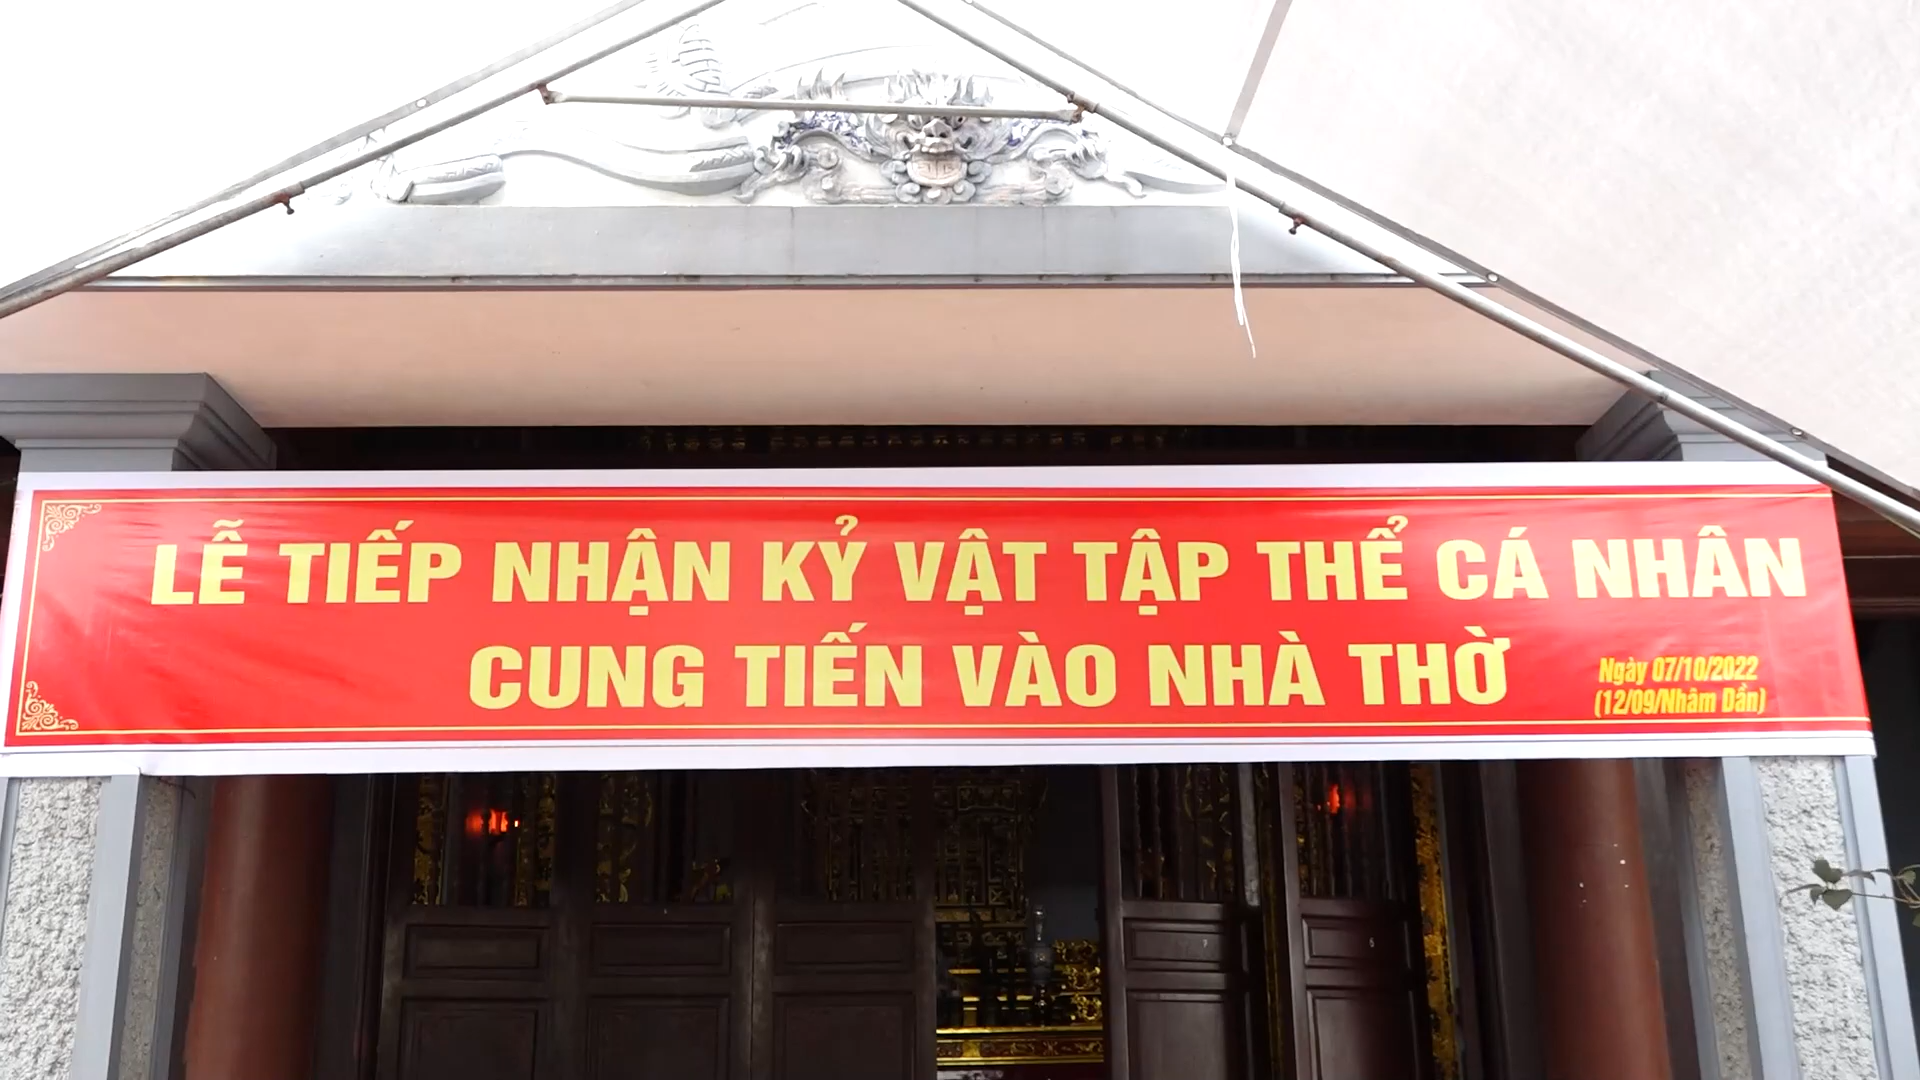 LỄ TIẾP NHẬN KỶ VẬT TẬP THỂ CÁ NHÂN
CUNG TIẾN VÀO NHÀ THỜ
Ngày 07/10/2022
(12/09/Nhâm Dần)